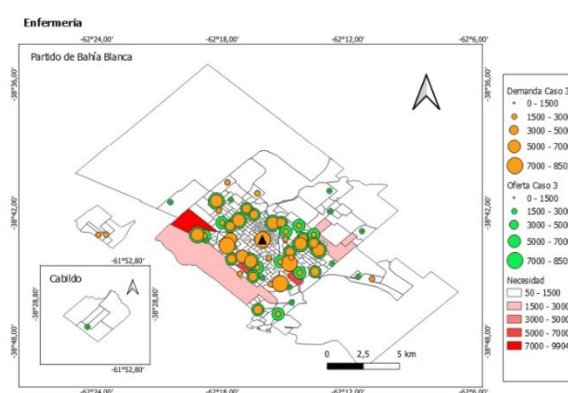 Enfermería
-62°24,00'
-62°18,00'
-62°12,00'
-62°6,00'
Partido de Bahía Blanca
-38°36,00'
-38°36,00'
-38°42,00'
-38°42,00'
-38°48,00'
-38°48,00'
Demanda Caso 3
0 - 1500
1500 - 3000
3000 - 5000
5000 - 7000
7000 - 850
Oferta Caso 3
0 - 1500
1500 - 3000
3000 - 5000
5000 - 7000
7000 - 850
Necesidad
50 - 1500
1500 - 3000
3000 - 5000
5000 - 7000
7000 - 9904
-61°52,80'
Cabildo
-38°28,80'
-38°28,80'
-61°52,80'
0
2,5
5 km
-62°24,00'
-62°18,00'
-62°12,00'
-62°6,00'